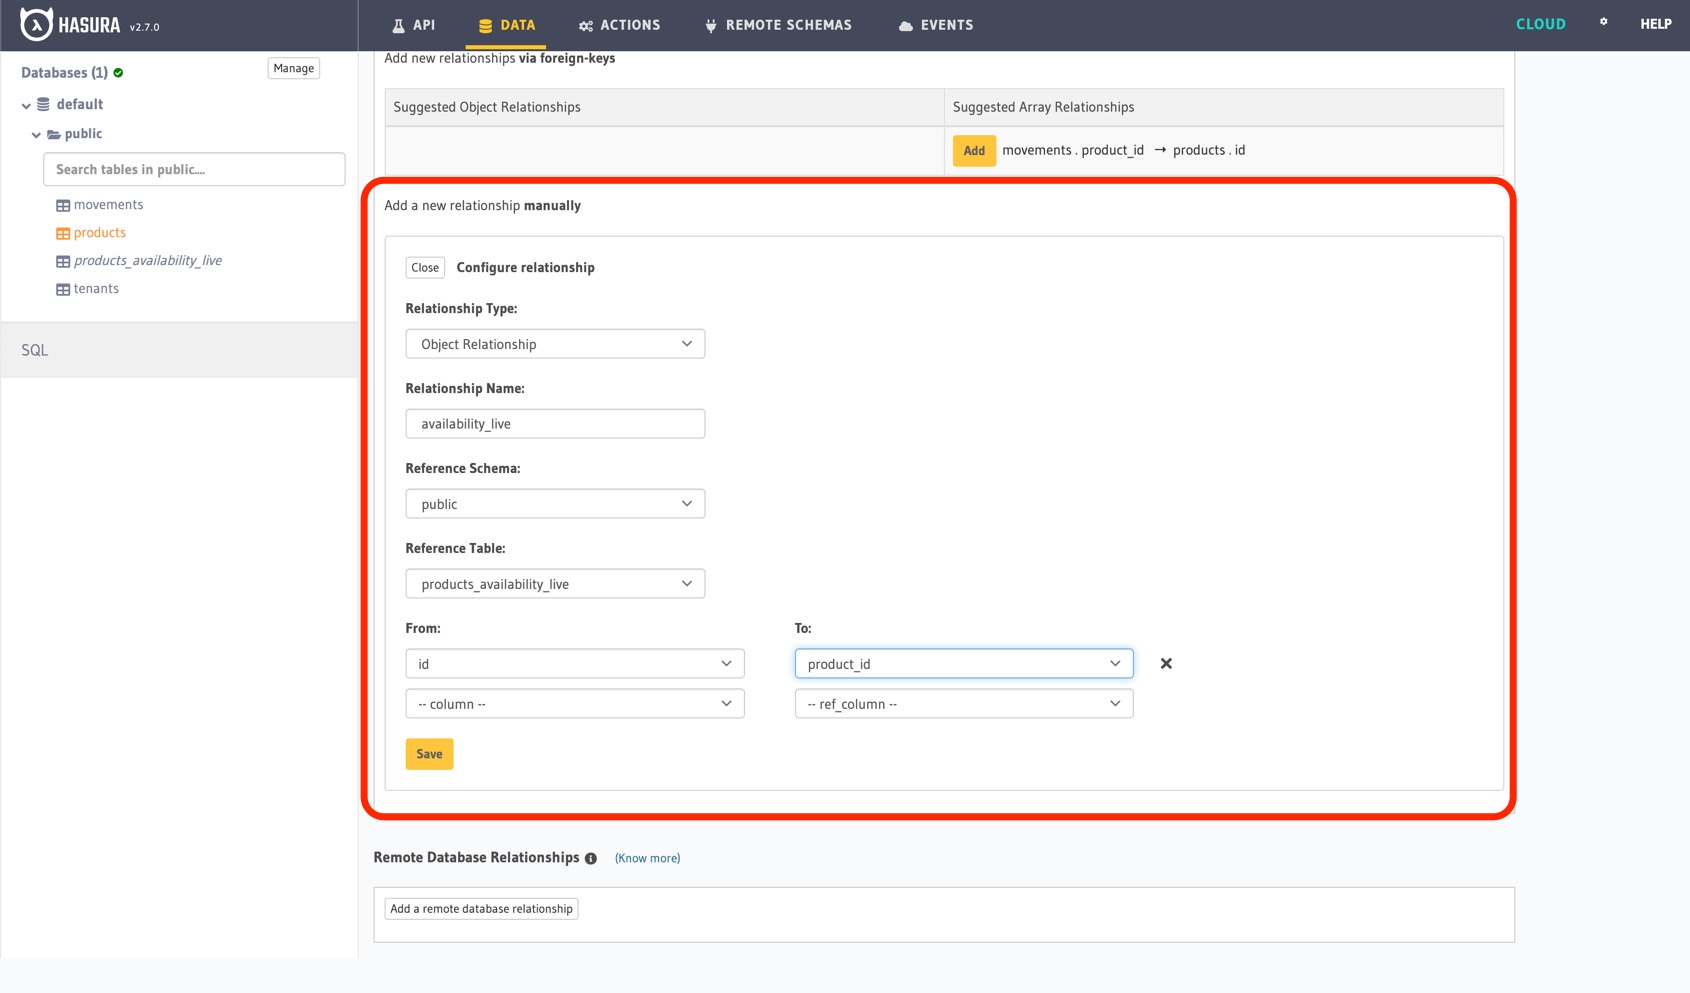 HASURA v2.7.0
API
DATA
ACTIONS
REMOTE SCHEMAS
EVENTS
CLOUD
HELP
Databases (1)
Manage
default
public
Search tables in public....
movements
products
products_availability_live
tenants
SQL
Add new relationships via foreign-keys
Suggested Object Relationships
Suggested Array Relationships
Add movements . product_id → products . id
Add a new relationship manually
Close Configure relationship
Relationship Type:
Object Relationship
Relationship Name:
availability_live
Reference Schema:
public
Reference Table:
products_availability_live
From: To:
id product_id
-- column -- -- ref_column --
Save
Remote Database Relationships (Know more)
Add a remote database relationship